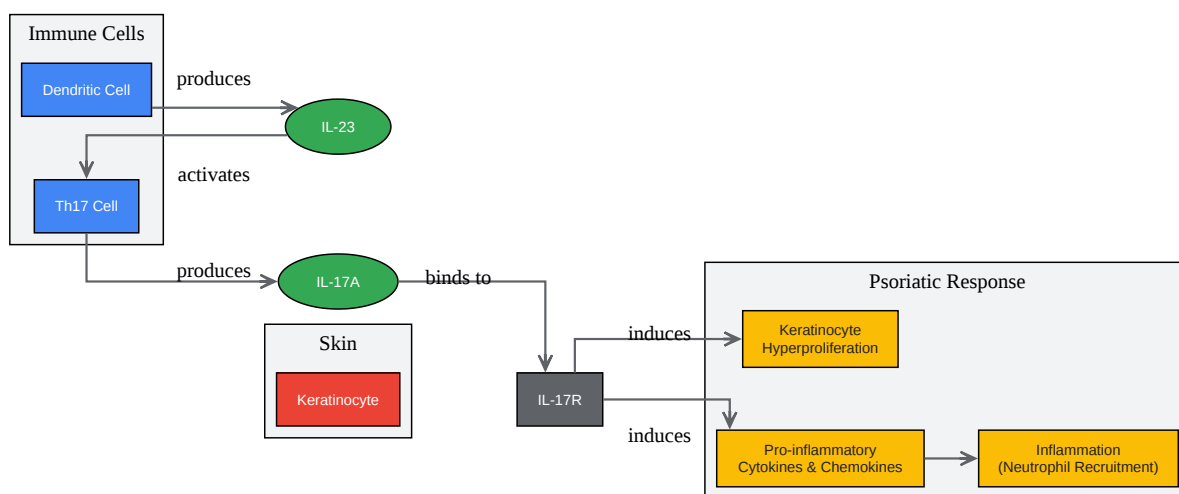 Immune Cells
Dendritic Cell
produces
IL-23
activates
Th17 Cell
produces
IL-17A
binds to
Skin
Keratinocyte
IL-17R
induces
induces
Psoriatic Response
Keratinocyte
Hyperproliferation
Pro-inflammatory
Cytokines & Chemokines
Inflammation
(Neutrophil Recruitment)